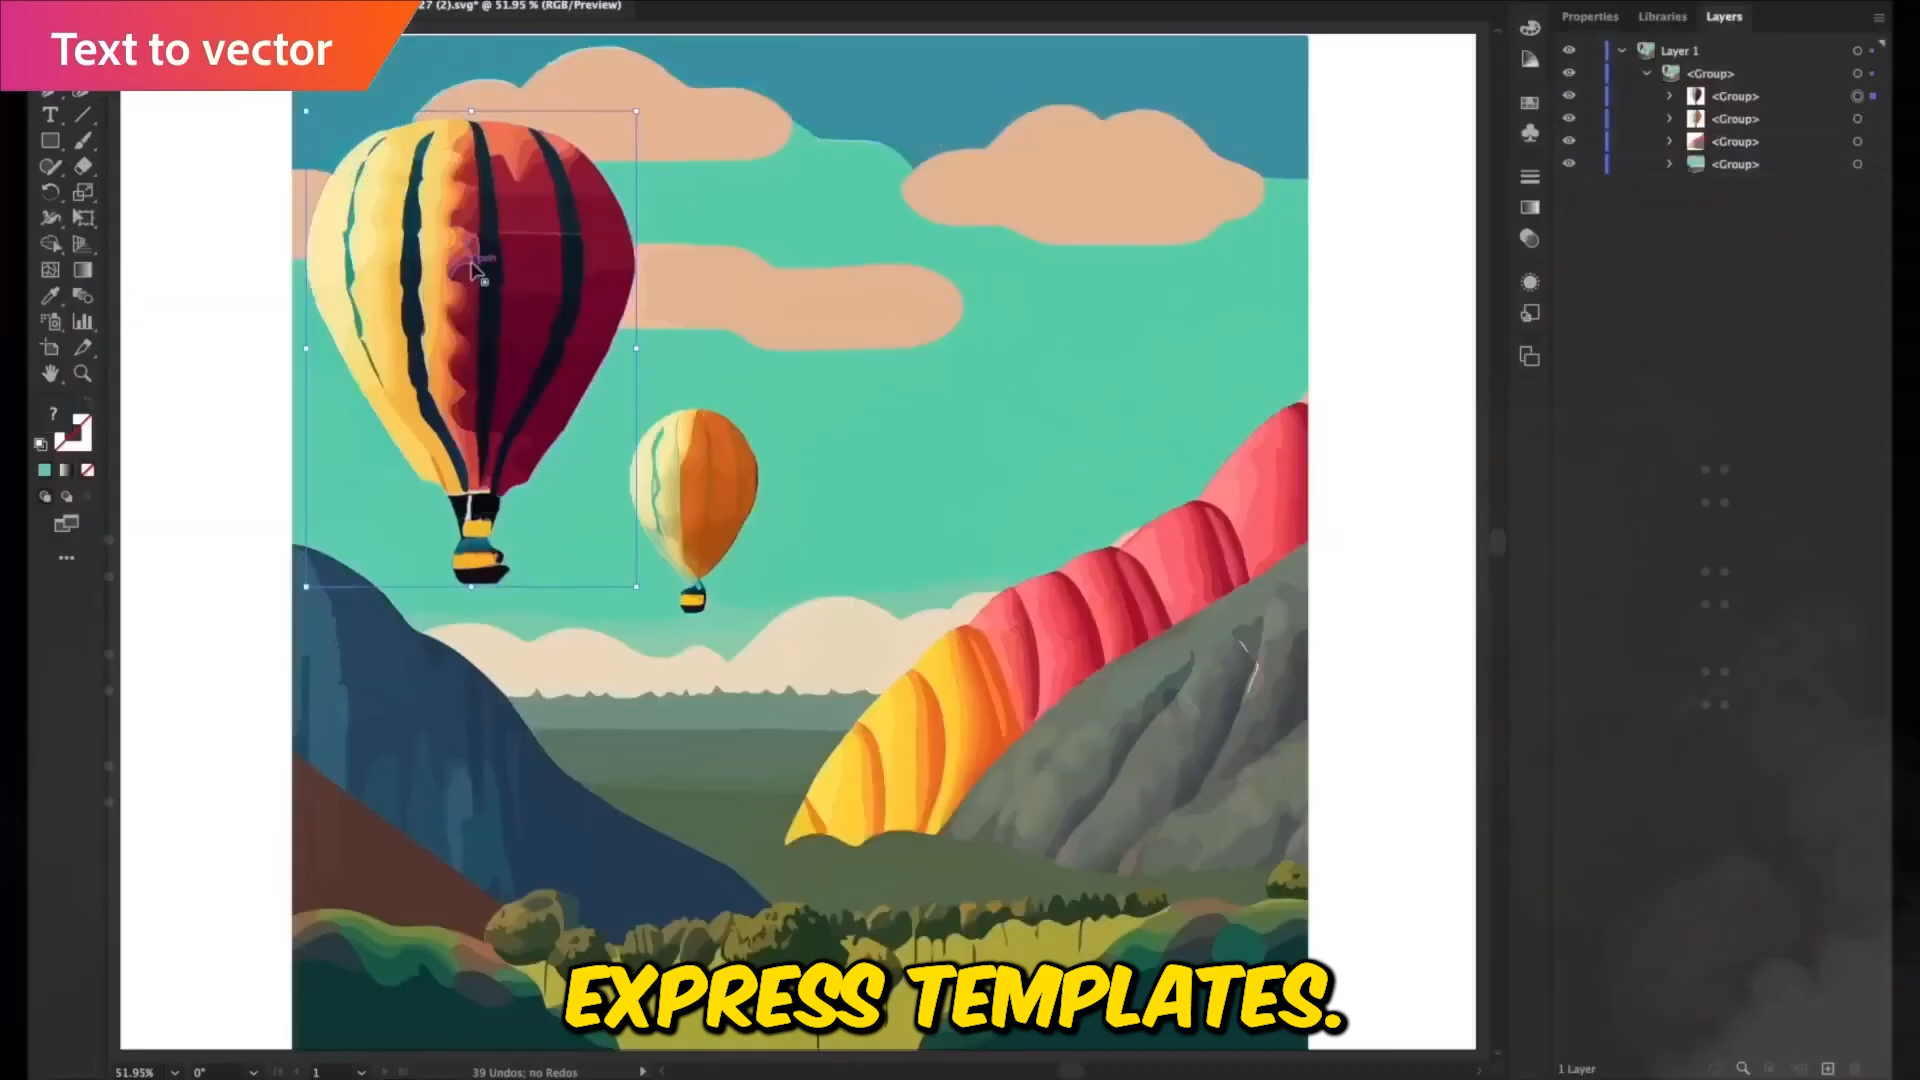 27 (2).svg* @ 51.95 % (RGB/Preview)
Text to vector
Properties Libraries Layers
Layer 1
<Group>
<Group>
<Group>
<Group>
<Group>
path
EXPRESS TEMPLATES.
51.95% 0° 1 39 Undos; no Redos
1 Layer